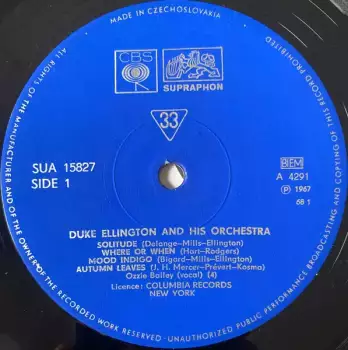 MADE IN CZECHOSLOVAKIA
ALL RIGHTS OF THE MANUFACTURER AND OF THE OWNER OF THE RECORDED WORK RESERVED - UNAUTHORIZED PUBLIC PERFORMANCE BROADCASTING AND COPYING OF THIS RECORD PROHIBITED
CBS
SUPRAPHON
33
SUA 15827
SIDE 1
BIEM
A 4291
Ⓟ 1967
68 1
DUKE ELLINGTON AND HIS ORCHESTRA
SOLITUDE (Delange-Mills-Ellington)
WHERE OR WHEN (Hart-Rodgers)
MOOD INDIGO (Bigard-Mills-Ellington)
AUTUMN LEAVES (J. H. Mercer-Prévert-Kosma)
Ozzie Bailey (vocal) (4)
Licence: COLUMBIA RECORDS
NEW YORK